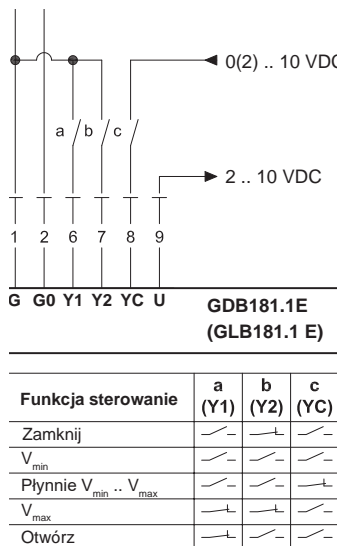 0(2) .. 10 VDC
a b c
2 .. 10 VDC
1 2 6 7 8 9
G G0 Y1 Y2 YC U
GDB181.1E
(GLB181.1 E)
Funkcja sterowanie a (Y1) b (Y2) c (YC)
Zamknij
Vmin
Płynnie Vmin .. Vmax
Vmax
Otwórz